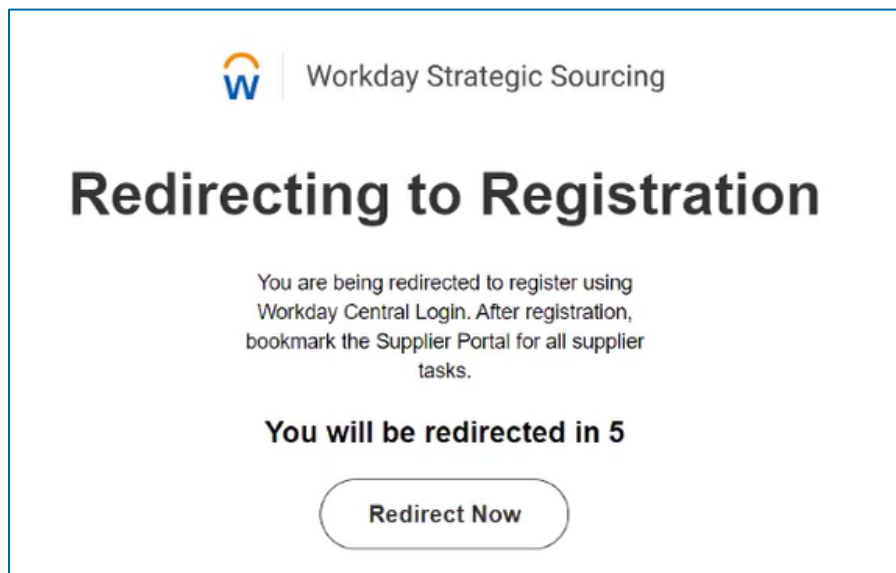 W
Workday Strategic Sourcing
Redirecting to Registration
You are being redirected to register using
Workday Central Login. After registration,
bookmark the Supplier Portal for all supplier
tasks.
You will be redirected in 5
Redirect Now